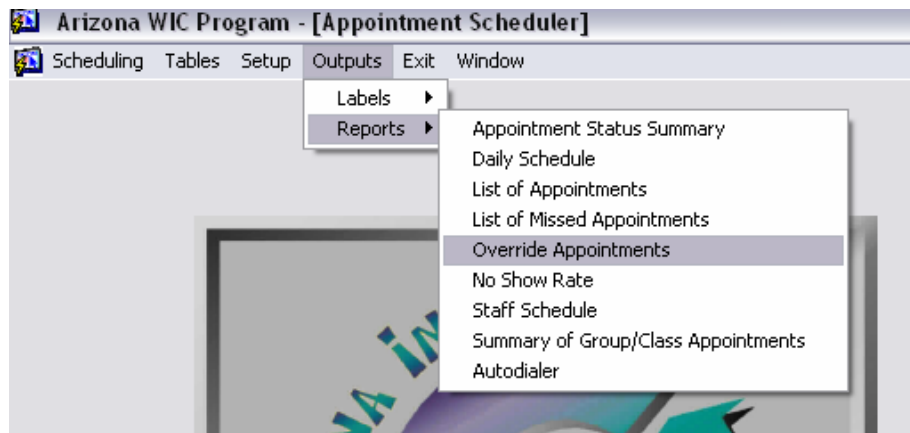 Arizona WIC Program - [Appointment Scheduler]
Scheduling Tables Setup Outputs Exit Window
Labels
Reports
Appointment Status Summary
Daily Schedule
List of Appointments
List of Missed Appointments
Override Appointments
No Show Rate
Staff Schedule
Summary of Group/Class Appointments
Autodialer